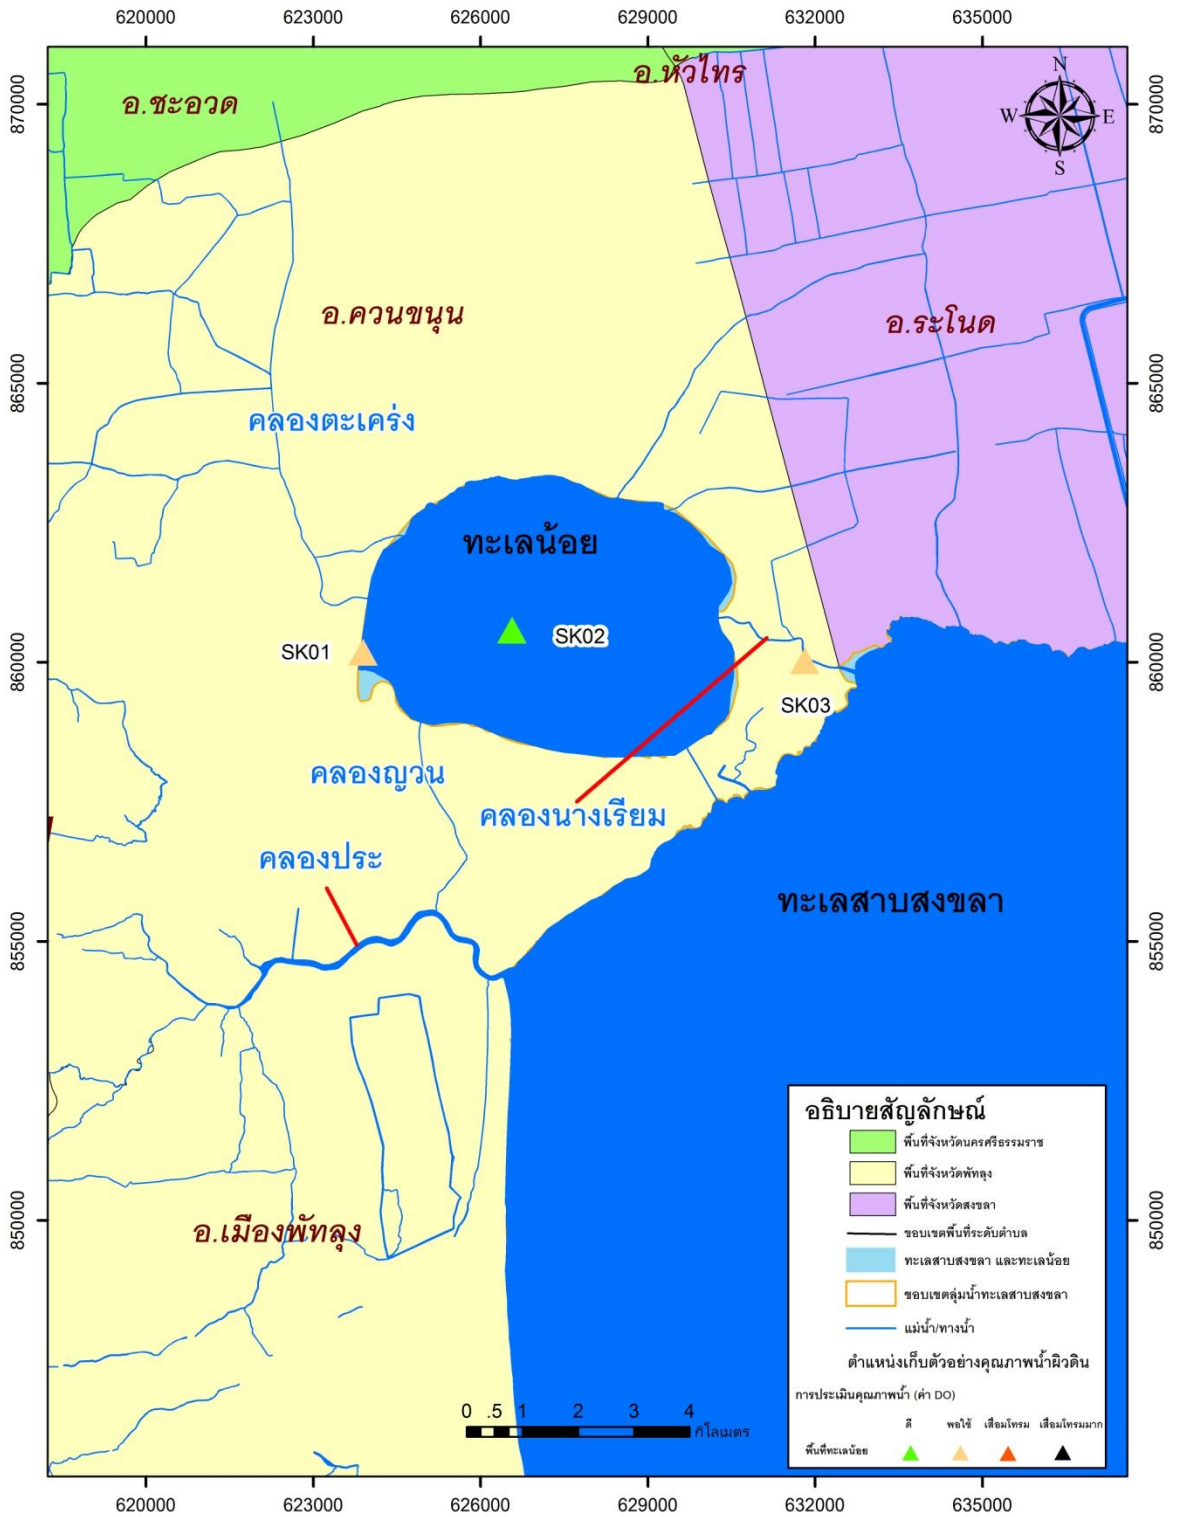 620000 623000 626000 629000 632000 635000
870000 870000
อ.หัวไทร
อ.ชะอวด
N
W E
S
อ.ควนขนุน
อ.ระโนด
865000 865000
คลองตะเคร่ง
ทะเลน้อย
SK01
SK02
860000 860000
SK03
คลองญวน
คลองนางเรียม
คลองประ
ทะเลสาบสงขลา
855000 855000
อ.เมืองพัทลุง
850000 850000
อธิบายสัญลักษณ์
พื้นที่จังหวัดนครศรีธรรมราช
พื้นที่จังหวัดพัทลุง
พื้นที่จังหวัดสงขลา
ขอบเขตพื้นที่ระดับตำบล
ทะเลสาบสงขลา และทะเลน้อย
ขอบเขตลุ่มน้ำทะเลสาบสงขลา
แม่น้ำ/ทางน้ำ
ตำแหน่งเก็บตัวอย่างคุณภาพน้ำผิวดิน
การประเมินคุณภาพน้ำ (ค่า DO)
ดี พอใช้ เสื่อมโทรม เสื่อมโทรมมาก
พื้นที่ทะเลน้อย
0 .5 1 2 3 4
กิโลเมตร
620000 623000 626000 629000 632000 635000